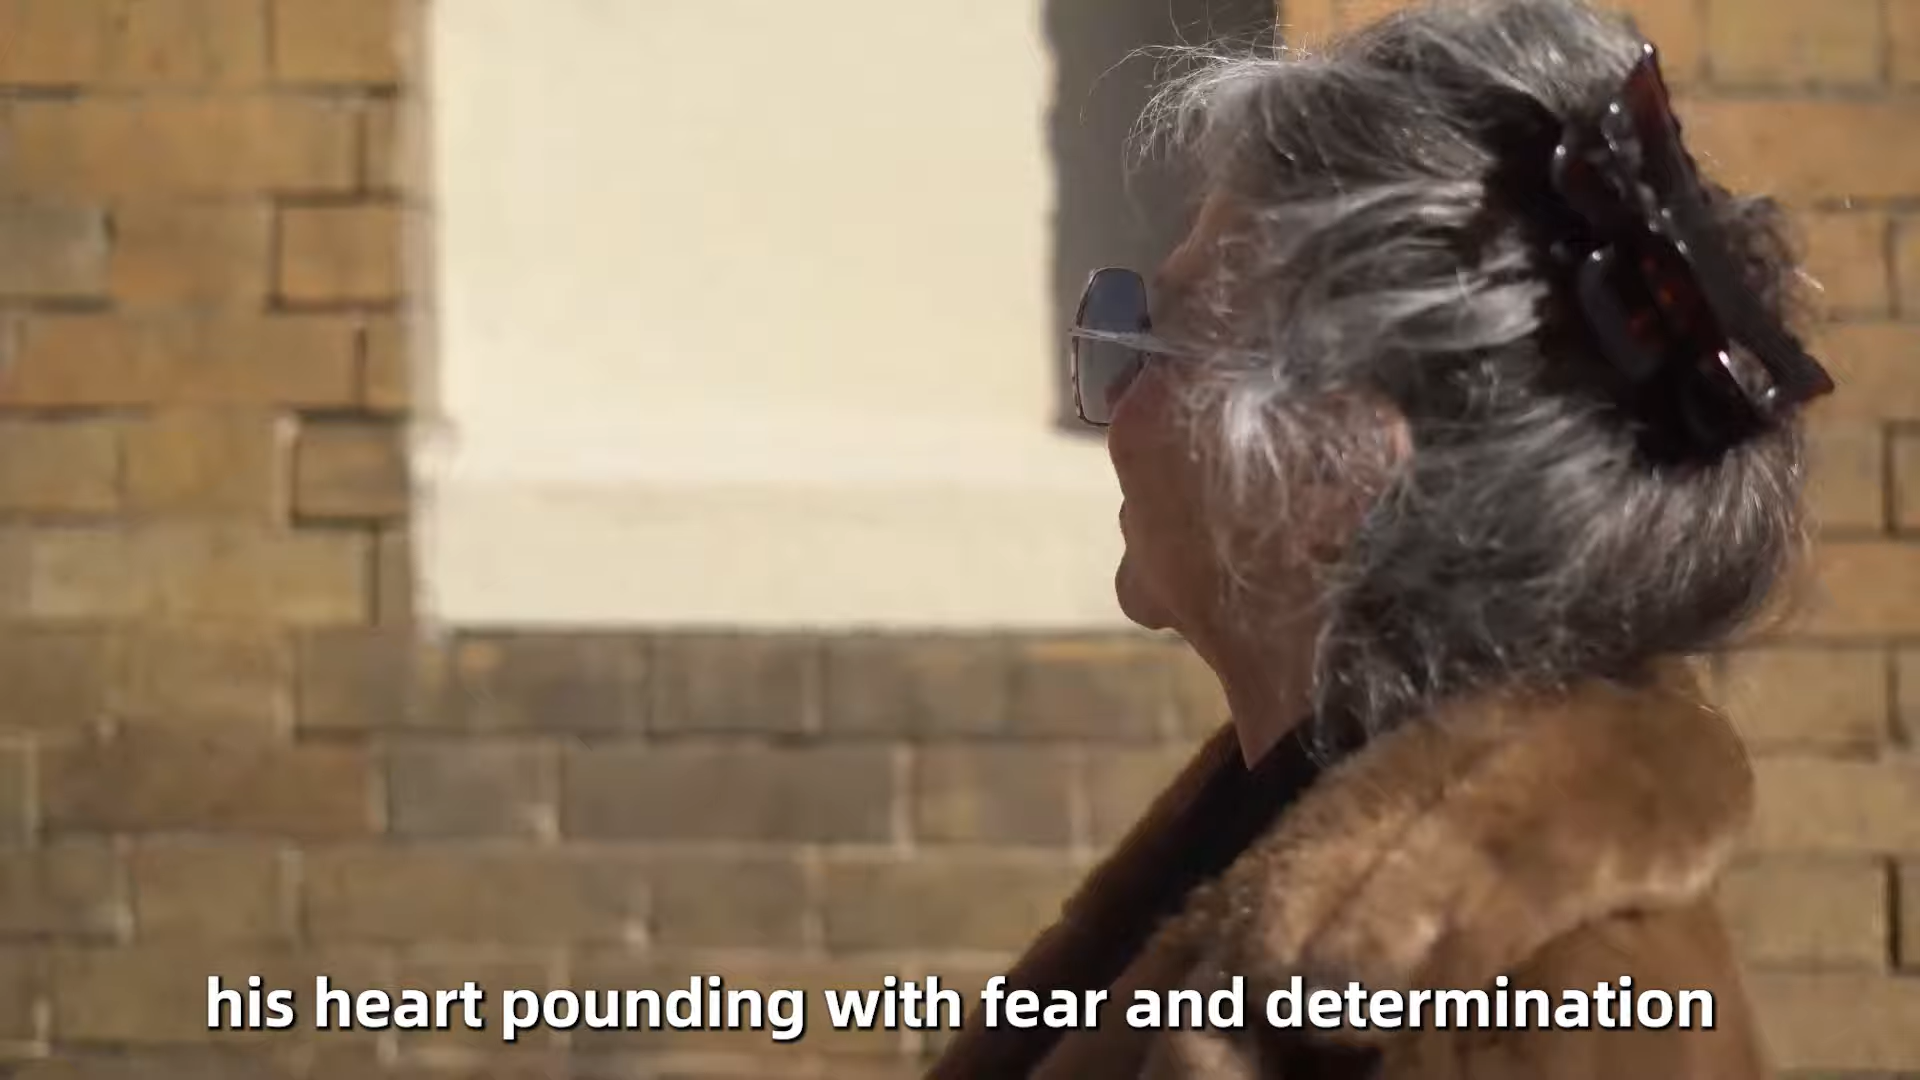 his heart pounding with fear and determination